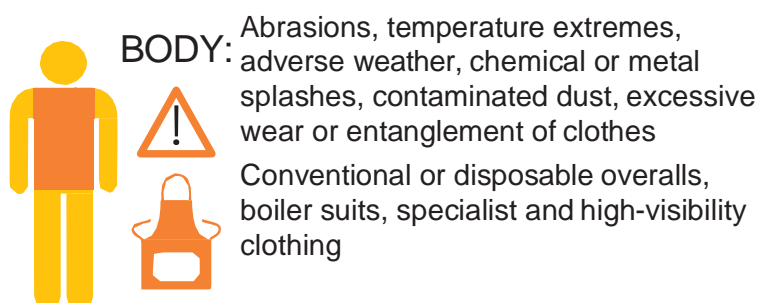 BODY:
Abrasions, temperature extremes,
adverse weather, chemical or metal
splashes, contaminated dust, excessive
wear or entanglement of clothes
!
Conventional or disposable overalls,
boiler suits, specialist and high-visibility
clothing